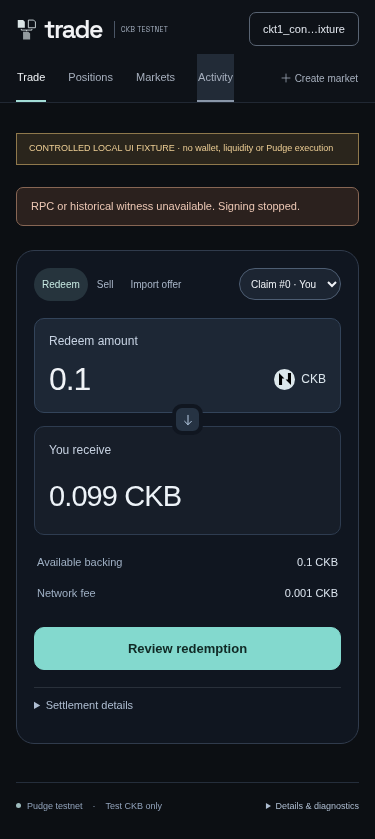 trade
CKB TESTNET
ckt1_con…ixture
Trade
Positions
Markets
Activity
Create market
CONTROLLED LOCAL UI FIXTURE · no wallet, liquidity or Pudge execution
RPC or historical witness unavailable. Signing stopped.
Redeem
Sell
Import offer
Claim #0 · You
Redeem amount
0.1
CKB
You receive
0.099 CKB
Available backing
0.1 CKB
Network fee
0.001 CKB
Review redemption
Settlement details
Pudge testnet · Test CKB only
Details & diagnostics